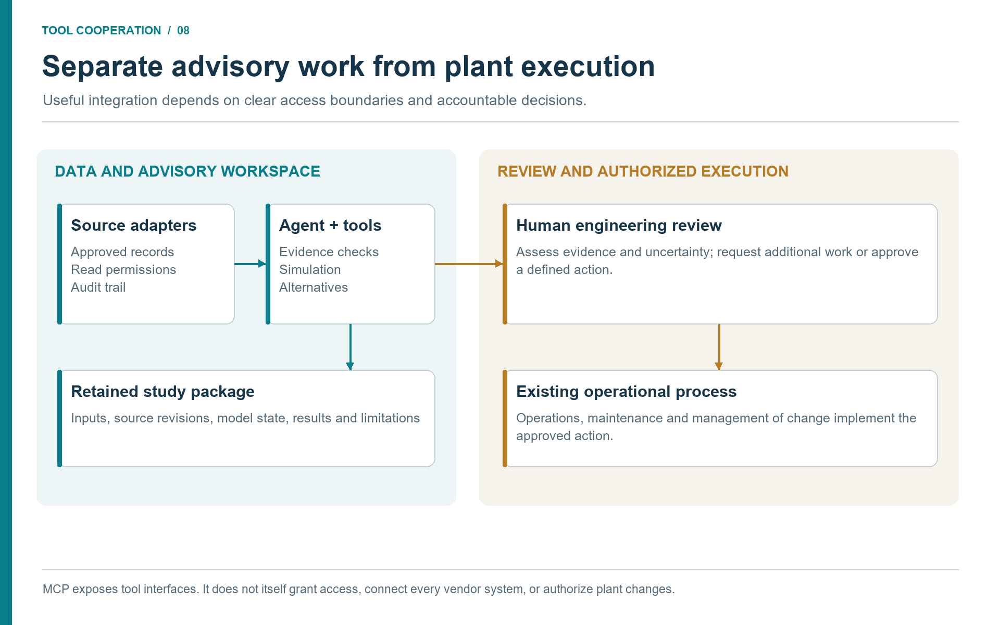 TOOL COOPERATION / 08
Separate advisory work from plant execution
Useful integration depends on clear access boundaries and accountable decisions.
DATA AND ADVISORY WORKSPACE
Source adapters
Approved records
Read permissions
Audit trail
Agent + tools
Evidence checks
Simulation
Alternatives
Retained study package
Inputs, source revisions, model state, results and limitations
REVIEW AND AUTHORIZED EXECUTION
Human engineering review
Assess evidence and uncertainty; request additional work or approve
a defined action.
Existing operational process
Operations, maintenance and management of change implement the
approved action.
MCP exposes tool interfaces. It does not itself grant access, connect every vendor system, or authorize plant changes.